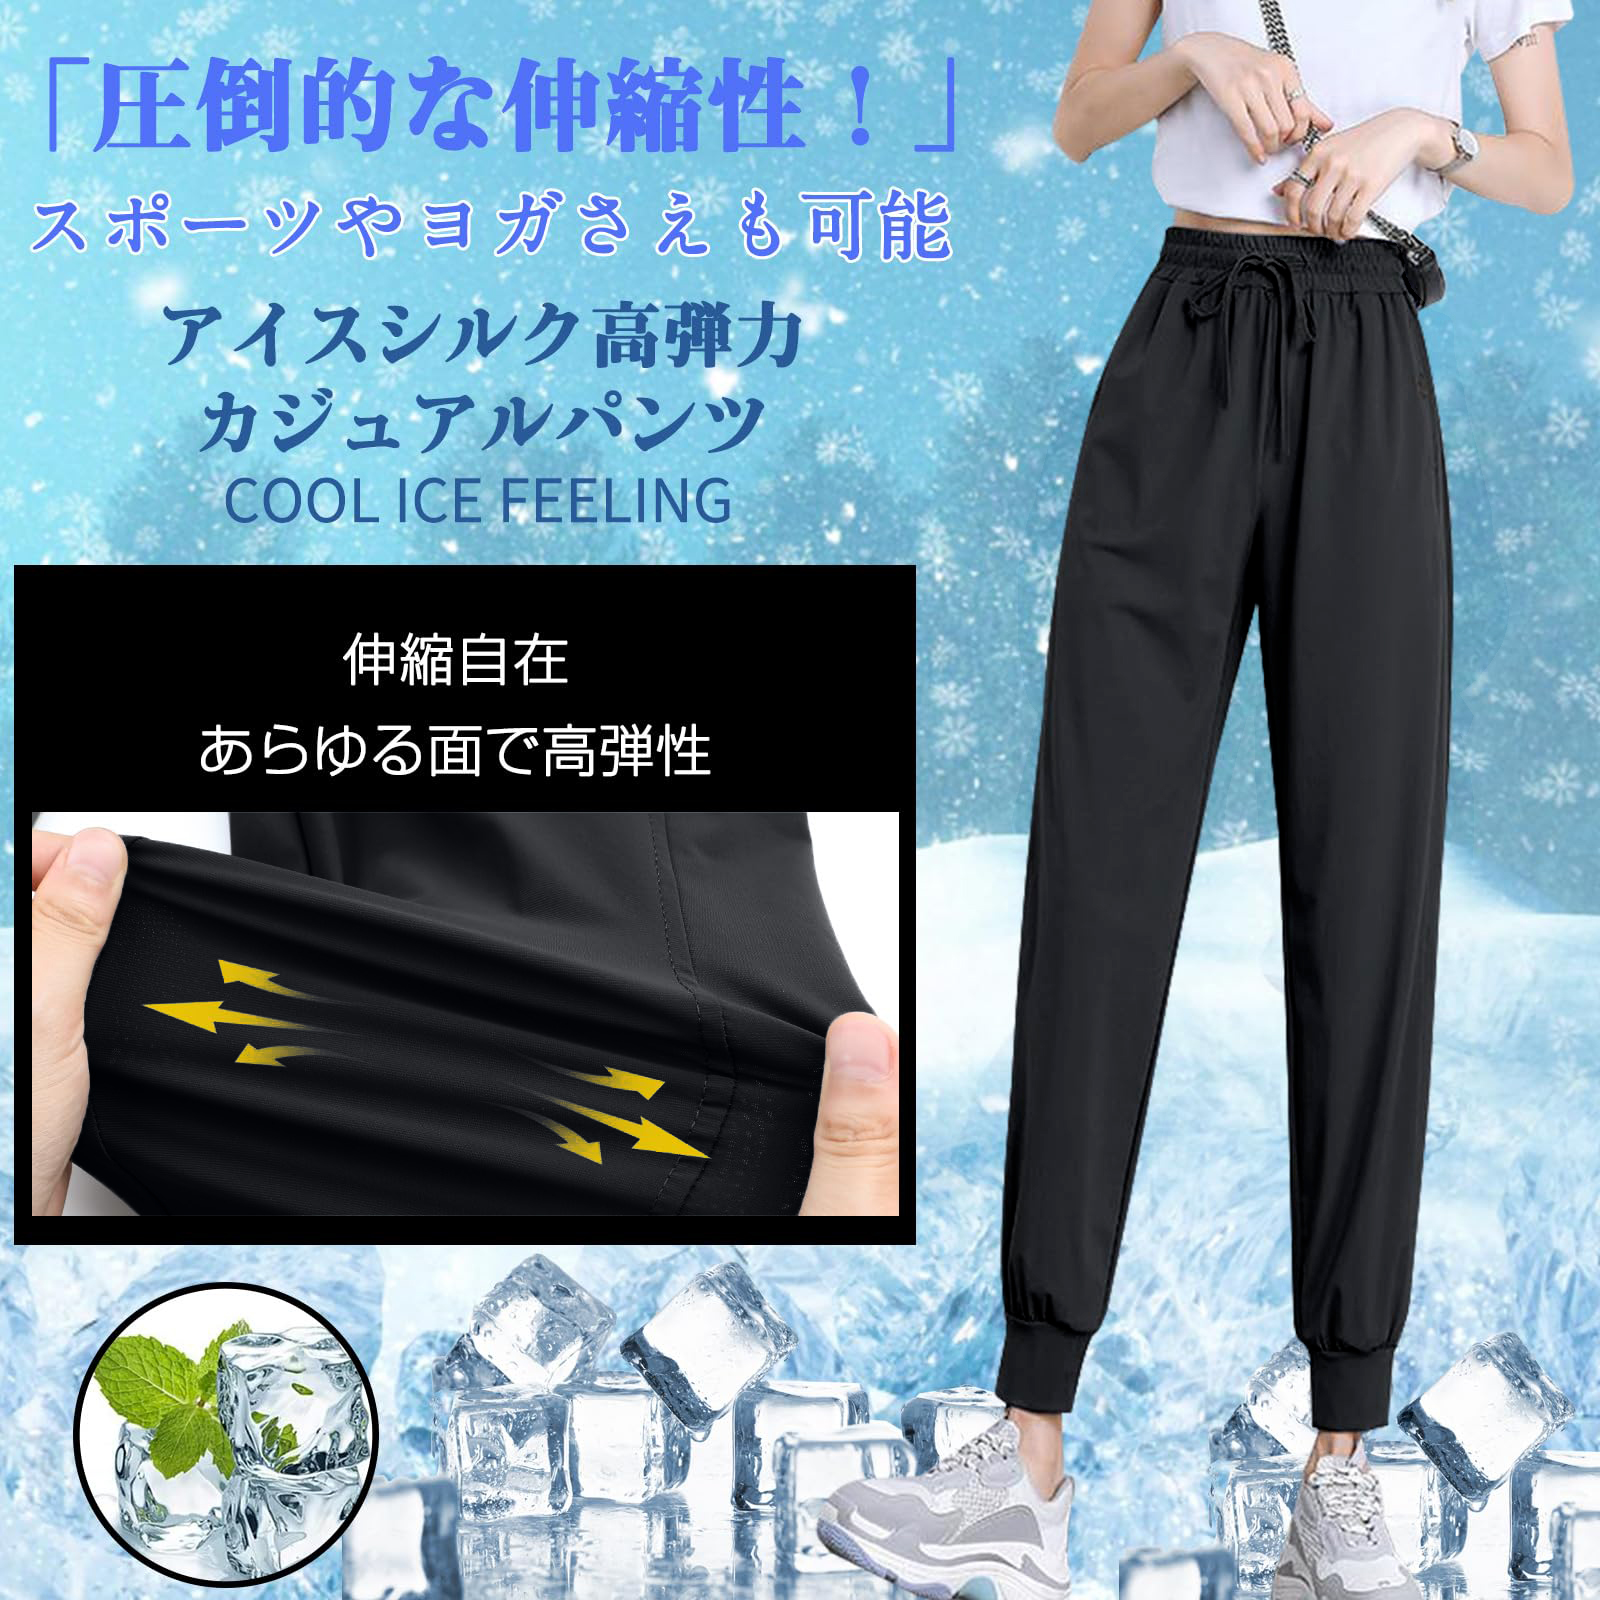 「圧倒的な伸縮性！」
スポーツやヨガさえも可能
アイスシルク高弾力
カジュアルパンツ
COOL ICE FEELING
伸縮自在
あらゆる面で高弾性